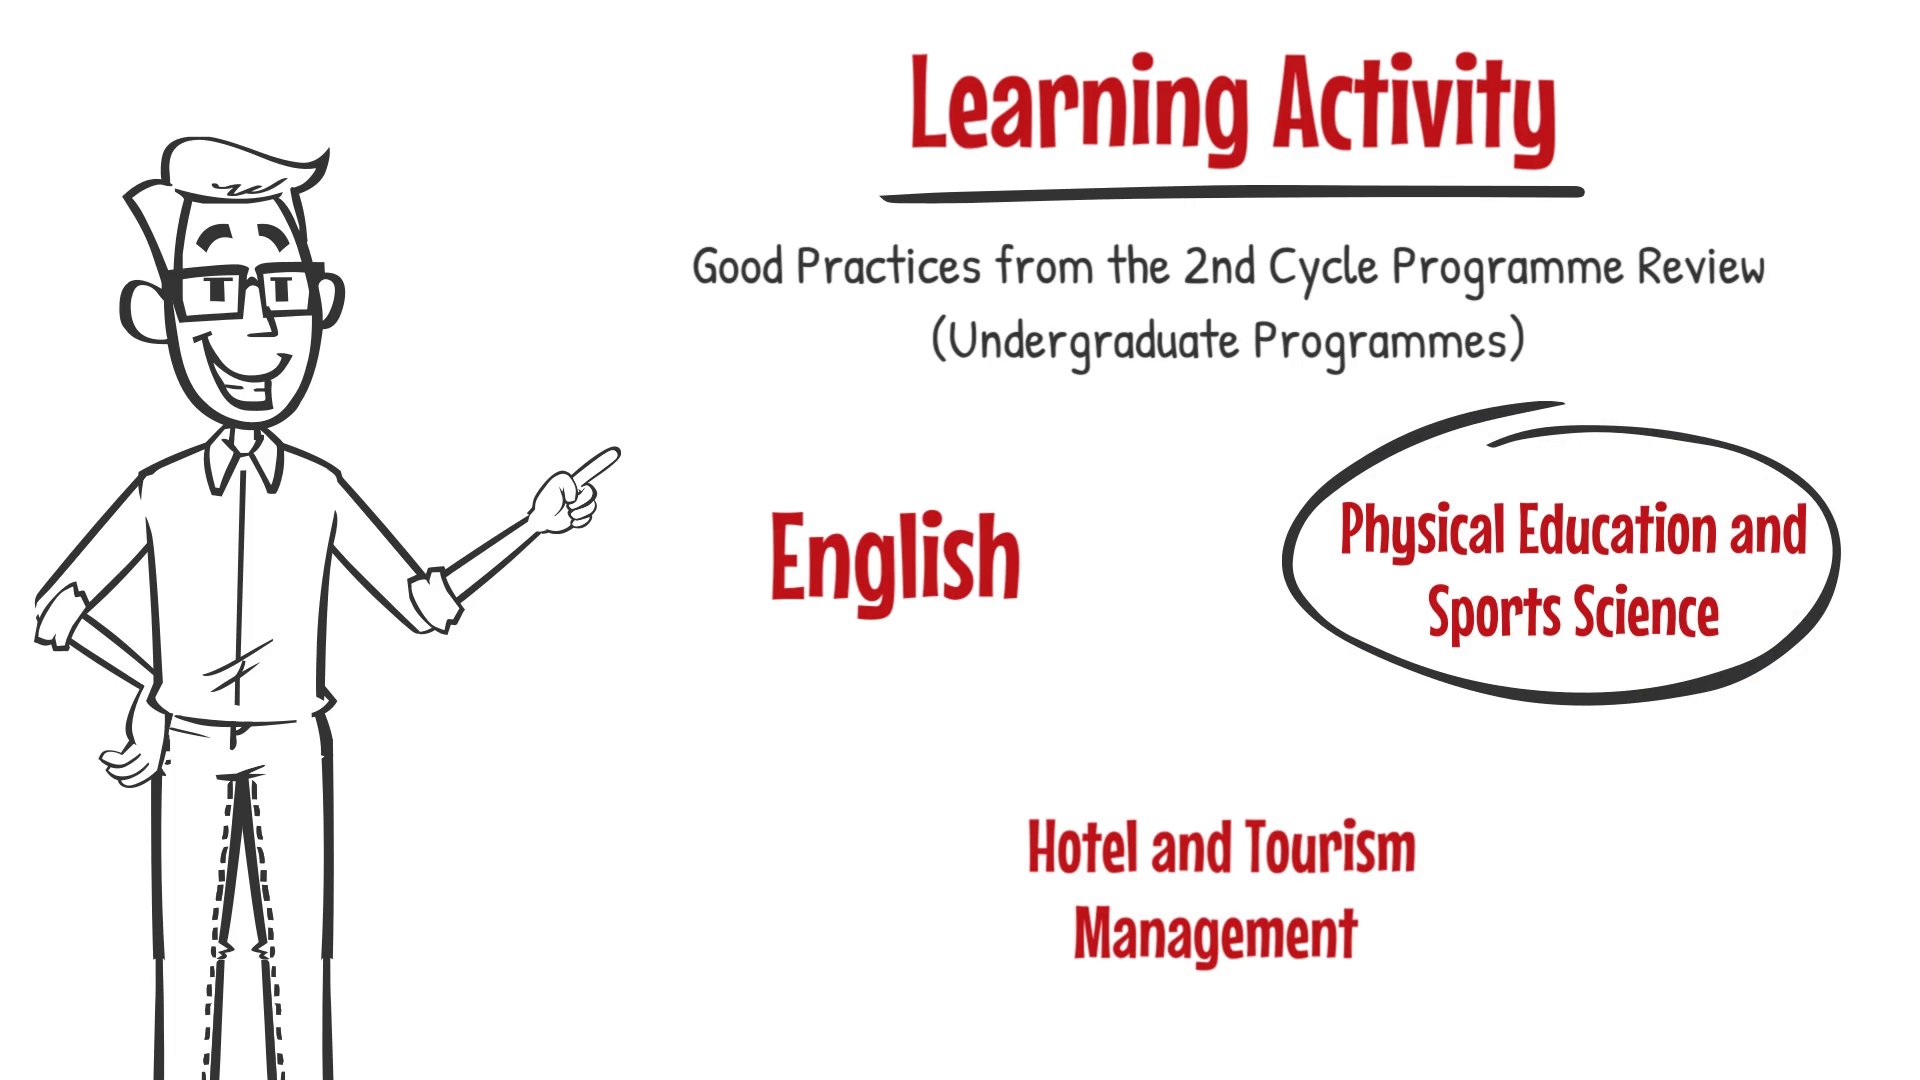 Learning Activity
Good Practices from the 2nd Cycle Programme Review
(Undergraduate Programmes)
English
Physical Education and
Sports Science
Hotel and Tourism
Management